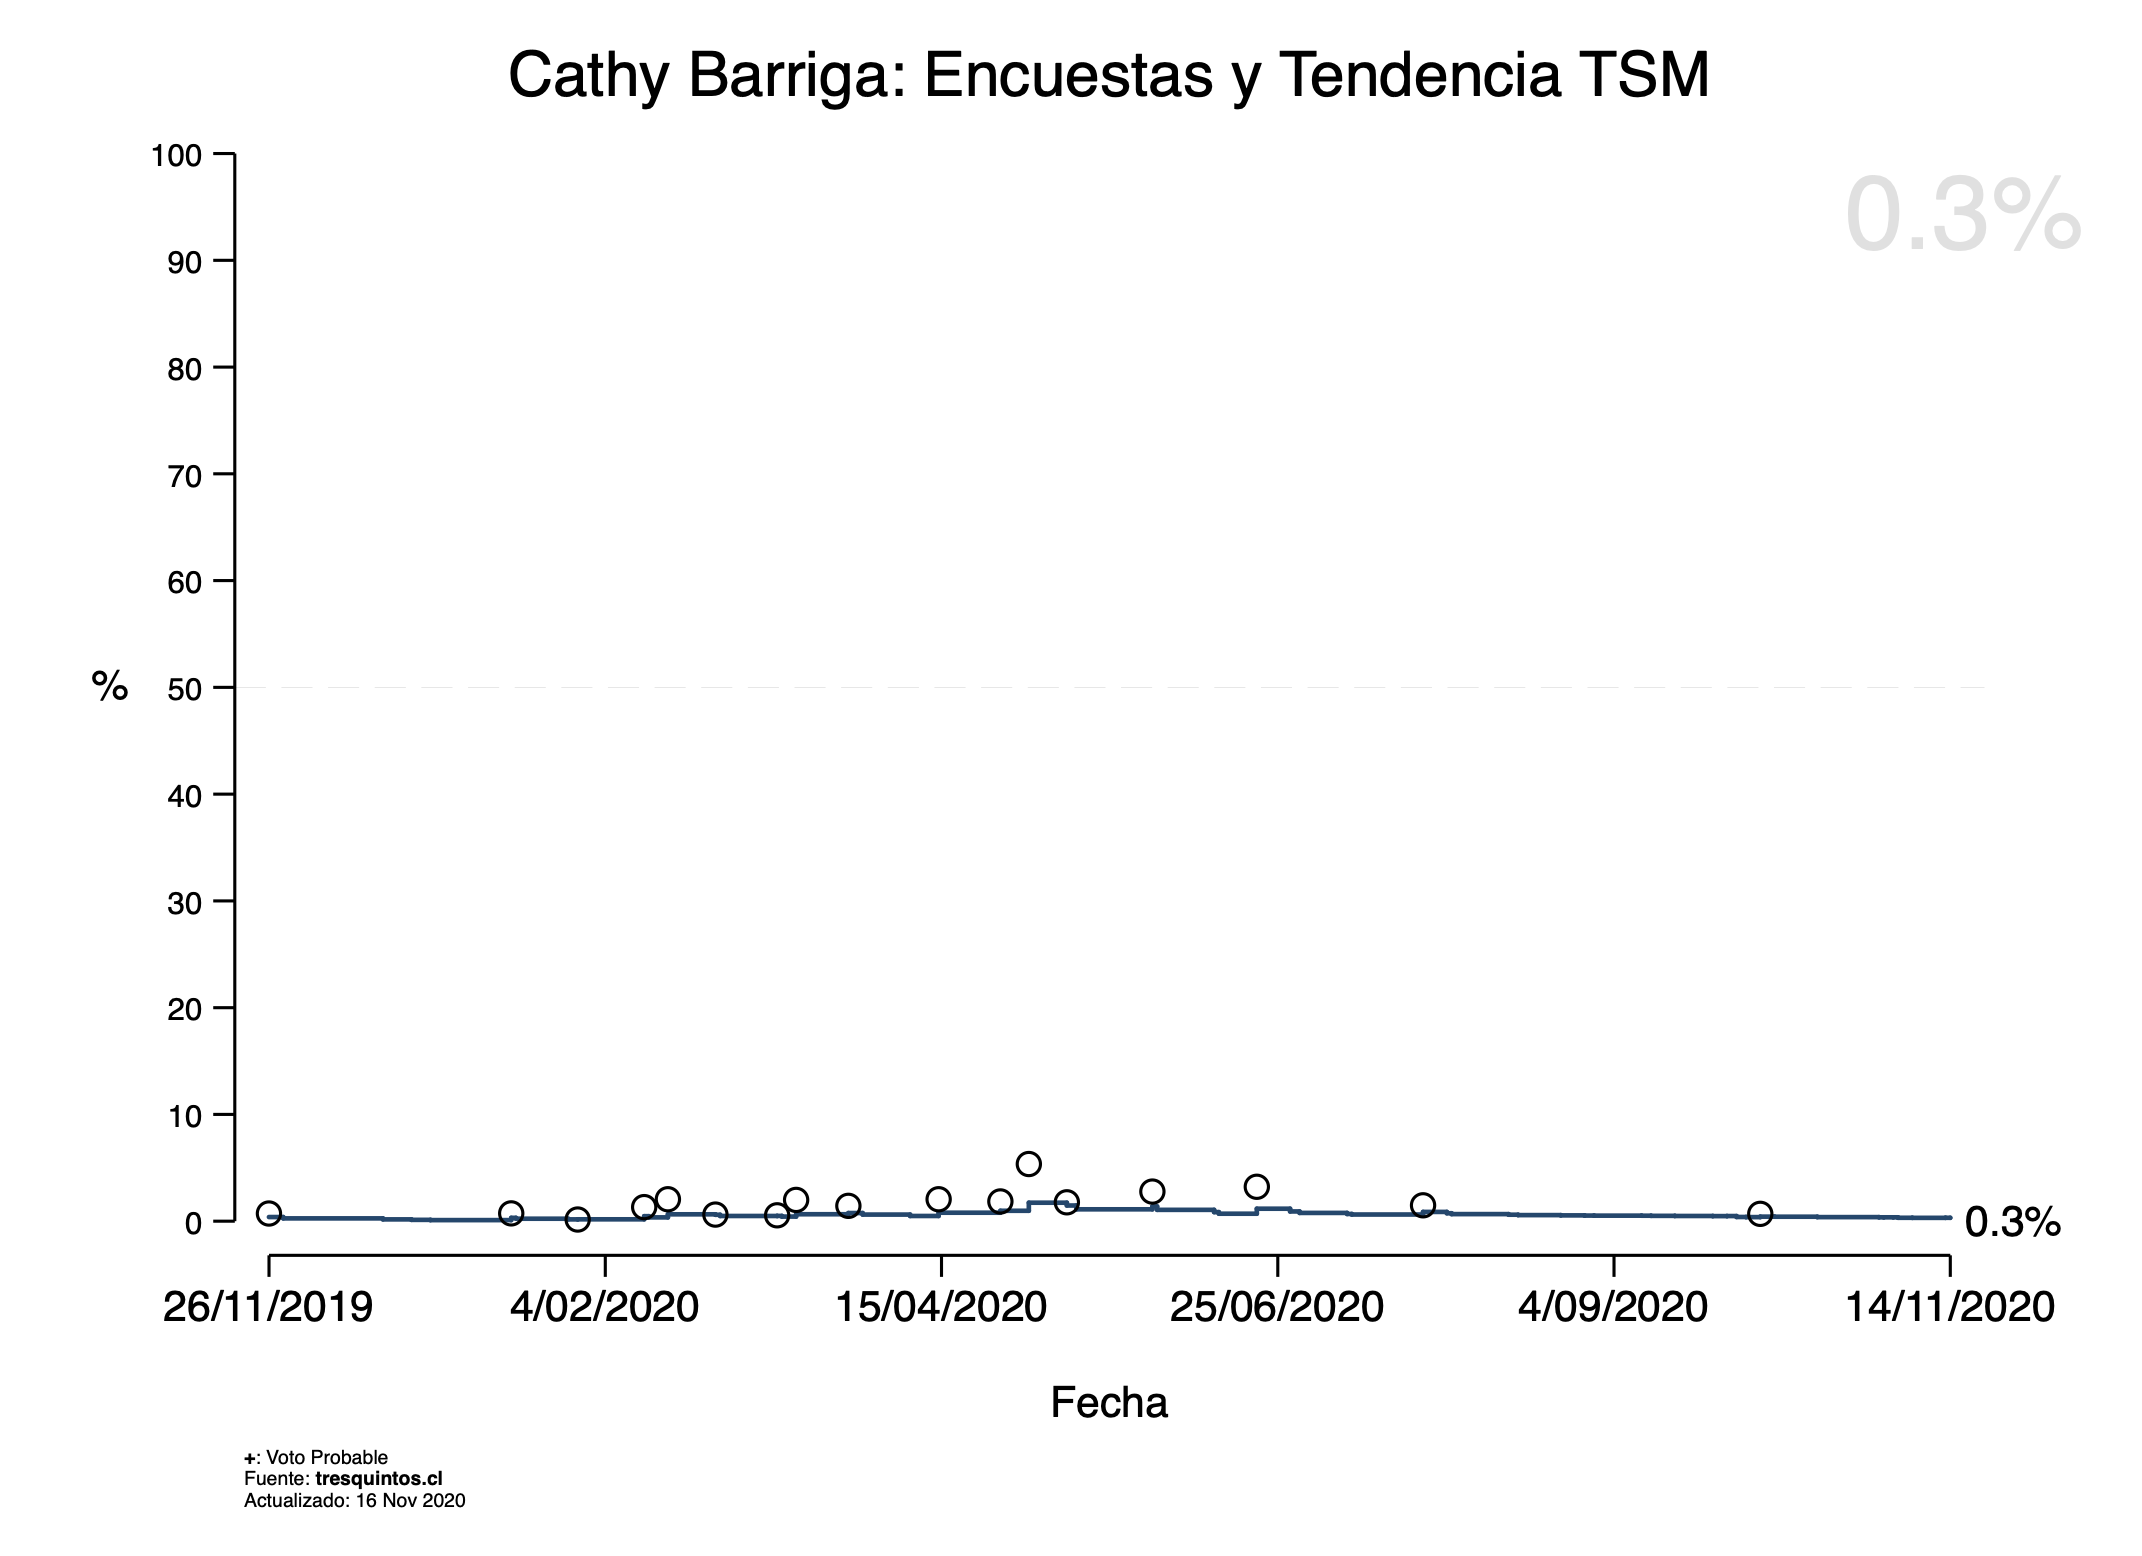 Cathy Barriga: Encuestas y Tendencia TSM
0.3%
100
90
80
70
60
50
40
30
20
10
0
%
0.3%
26/11/2019 4/02/2020 15/04/2020 25/06/2020 4/09/2020 14/11/2020
Fecha
+: Voto Probable
Fuente: tresquintos.cl
Actualizado: 16 Nov 2020